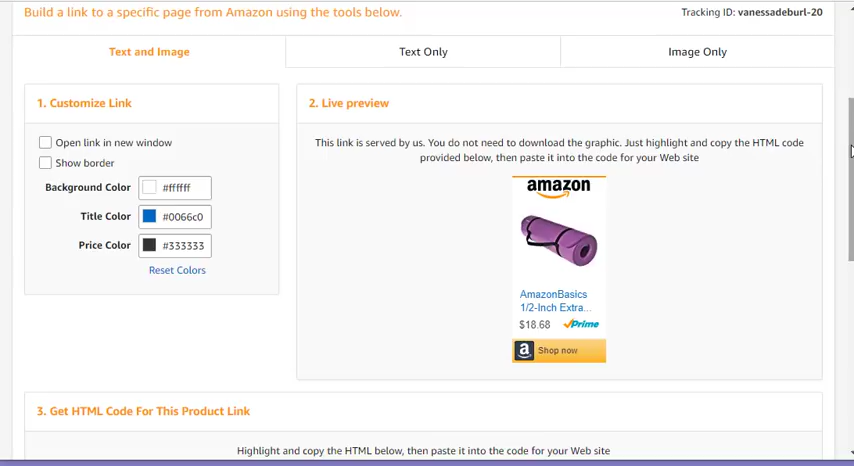 Build a link to a specific page from Amazon using the tools below.
Tracking ID: vanessadeburl-20
Text and Image
Text Only
Image Only
1. Customize Link
Open link in new window
Show border
Background Color #ffffff
Title Color #0066c0
Price Color #333333
Reset Colors
2. Live preview
This link is served by us. You do not need to download the graphic. Just highlight and copy the HTML code
provided below, then paste it into the code for your Web site
amazon
AmazonBasics
1/2-Inch Extra...
$18.68 Prime
a Shop now
3. Get HTML Code For This Product Link
Highlight and copy the HTML below, then paste it into the code for your Web site